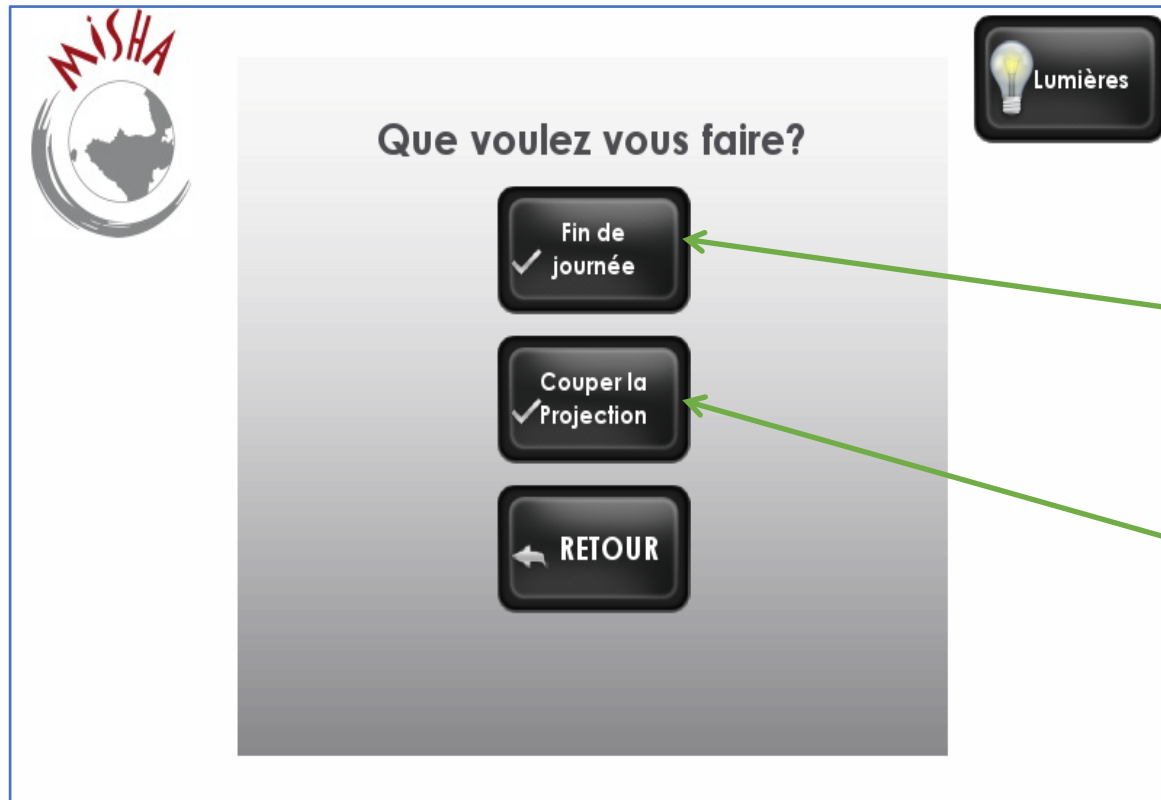 MiSHA
Lumières
Que voulez vous faire?
Fin de
journée
Couper la
Projection
RETOUR